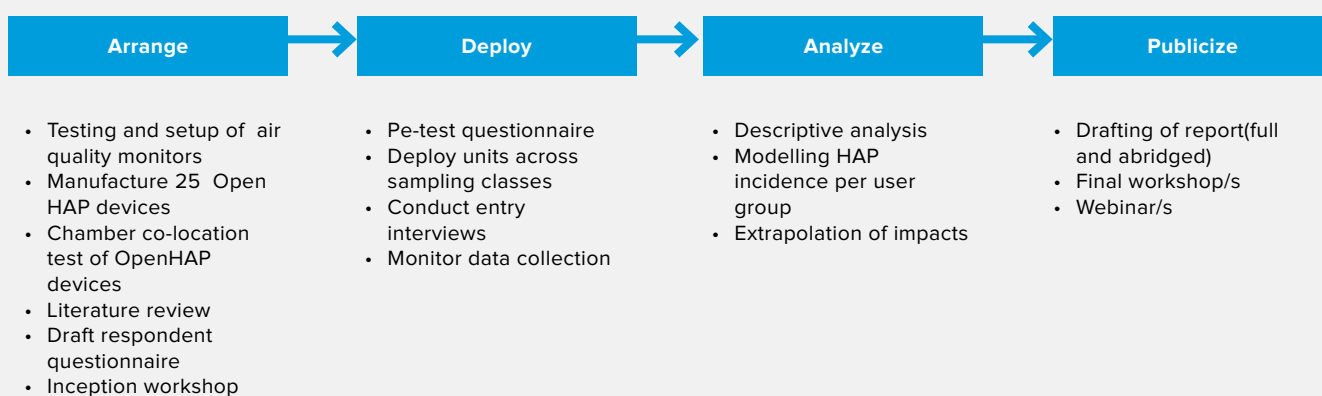 Arrange
Deploy
Analyze
Publicize
• Testing and setup of  air
quality monitors
• Manufacture 25  Open
HAP devices
• Chamber co-location
test of OpenHAP
devices
• Literature review
• Draft respondent
questionnaire
• Inception workshop
• Pe-test questionnaire
• Deploy units across
sampling classes
• Conduct entry
interviews
• Monitor data collection
• Descriptive analysis
• Modelling HAP
incidence per user
group
• Extrapolation of impacts
• Drafting of report(full
and abridged)
• Final workshop/s
• Webinar/s